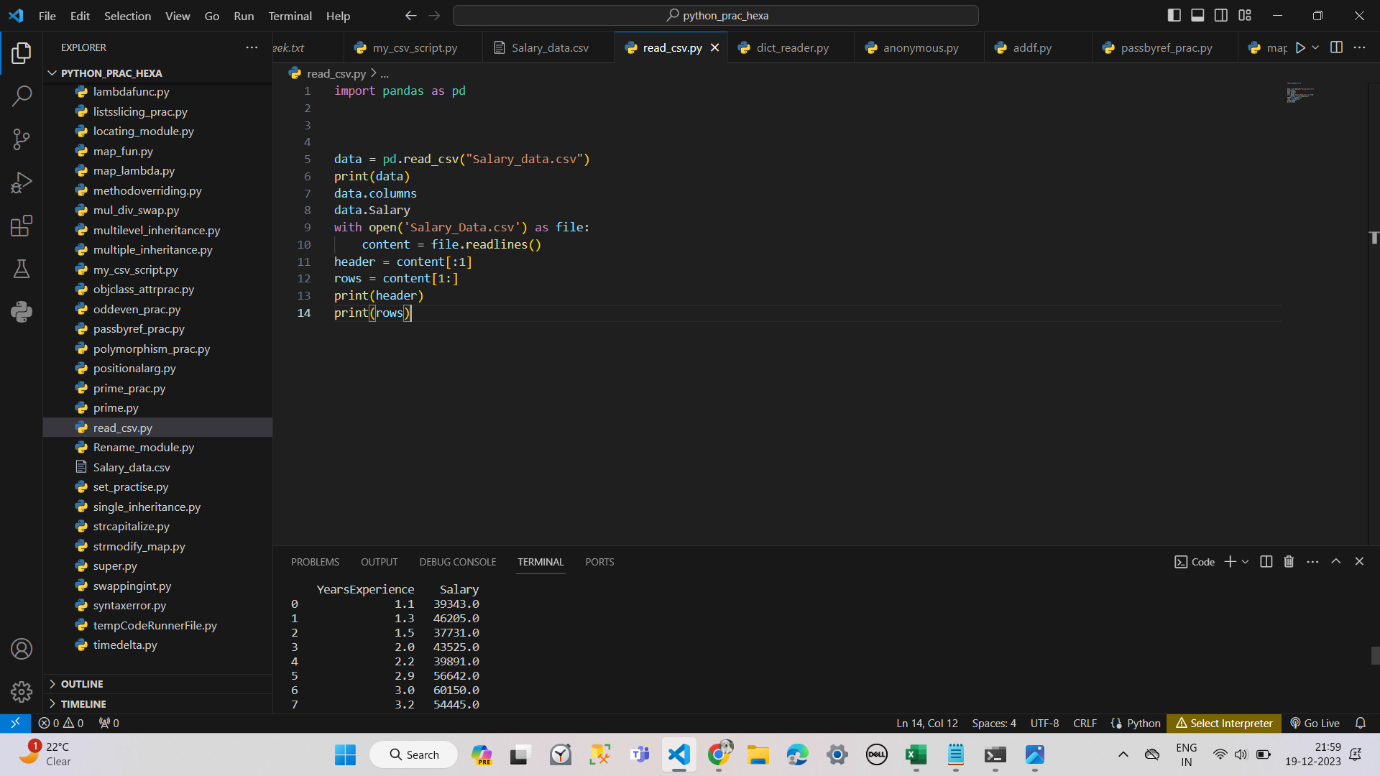 File Edit Selection View Go Run Terminal Help
python_prac_hexa
EXPLORER
eek.txt my_csv_script.py Salary_data.csv read_csv.py dict_reader.py anonymous.py addf.py passbyref_prac.py map
PYTHON_PRAC_HEXA
lambdafunc.py
listsslicing_prac.py
locating_module.py
map_fun.py
map_lambda.py
methodoverriding.py
mul_div_swap.py
multilevel_inheritance.py
multiple_inheritance.py
my_csv_script.py
objclass_attrprac.py
oddeven_prac.py
passbyref_prac.py
polymorphism_prac.py
positionalarg.py
prime_prac.py
prime.py
read_csv.py
Rename_module.py
Salary_data.csv
set_practise.py
single_inheritance.py
strcapitalize.py
strmodify_map.py
super.py
swappingint.py
syntaxerror.py
tempCodeRunnerFile.py
timedelta.py
OUTLINE
TIMELINE
read_csv.py > ...
1 import pandas as pd
2
3
4
5 data = pd.read_csv("Salary_data.csv")
6 print(data)
7 data.columns
8 data.Salary
9 with open('Salary_Data.csv') as file:
10 content = file.readlines()
11 header = content[:1]
12 rows = content[1:]
13 print(header)
14 print(rows)
PROBLEMS OUTPUT DEBUG CONSOLE TERMINAL PORTS
Code
YearsExperience Salary
0 1.1 39343.0
1 1.3 46205.0
2 1.5 37731.0
3 2.0 43525.0
4 2.2 39891.0
5 2.9 56642.0
6 3.0 60150.0
7 3.2 54445.0
0 0 0
Ln 14, Col 12 Spaces: 4 UTF-8 CRLF Python Select Interpreter Go Live
1
22°C
Clear
Search
PRE
DELL
ENG
IN
21:59
19-12-2023